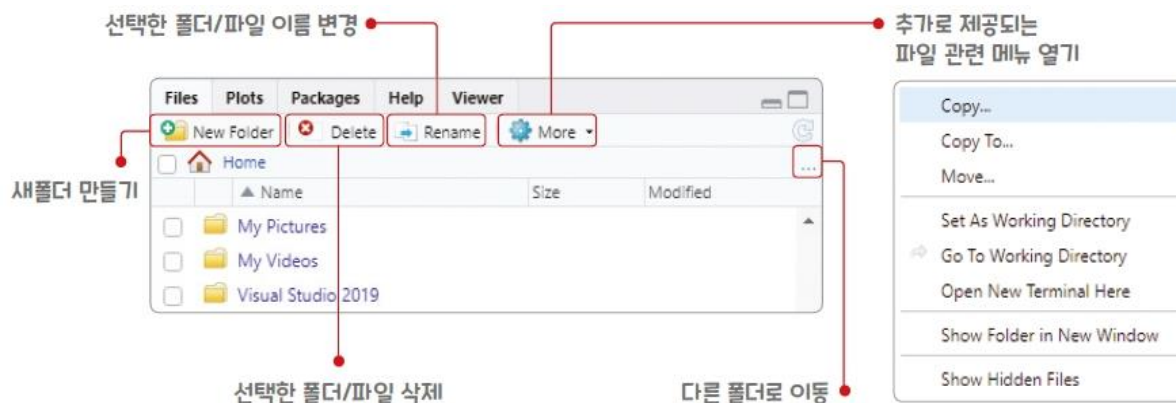 선택한 폴더/파일 이름 변경
추가로 제공되는
파일 관련 메뉴 열기
Files Plots Packages Help Viewer
New Folder Delete Rename More
Home ...
새폴더 만들기
Name Size Modified
My Pictures
My Videos
Visual Studio 2019
선택한 폴더/파일 삭제
다른 폴더로 이동
Copy...
Copy To...
Move...
Set As Working Directory
Go To Working Directory
Open New Terminal Here
Show Folder in New Window
Show Hidden Files